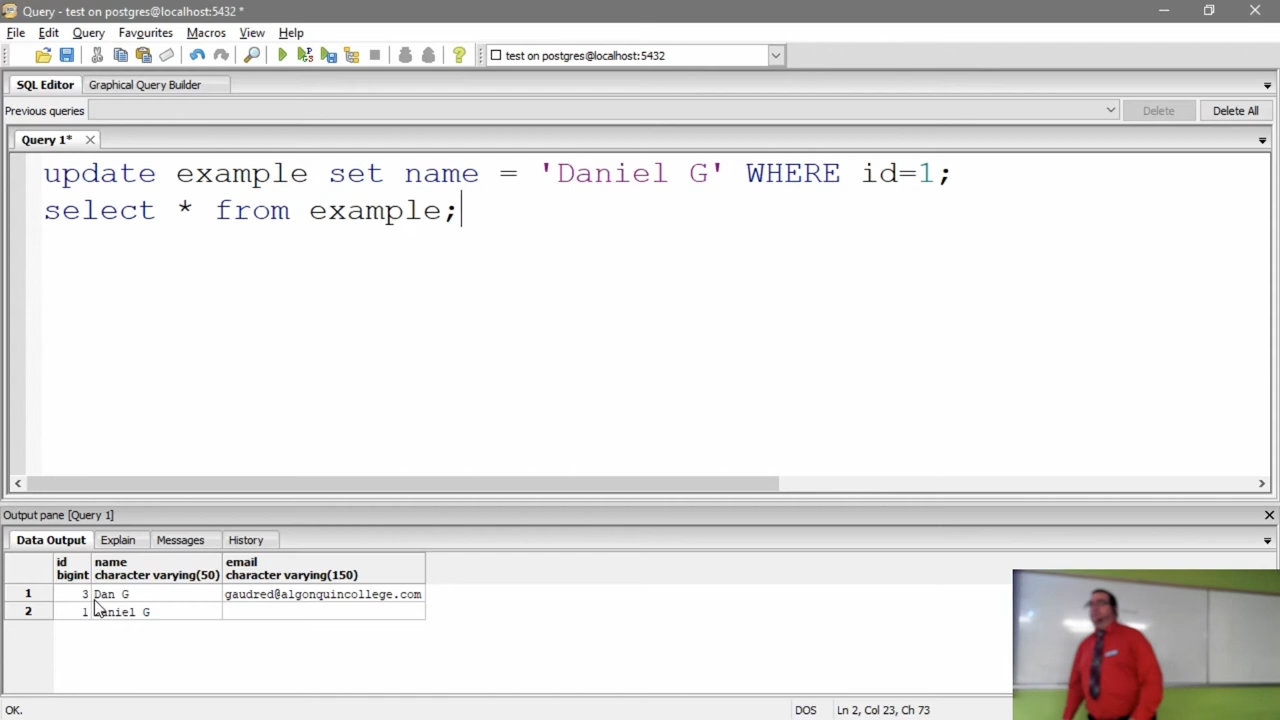 Query - test on postgres@localhost:5432 *
File Edit Query Favourites Macros View Help
test on postgres@localhost:5432
SQL Editor Graphical Query Builder
Previous queries Delete Delete All
Query 1*
update example set name = 'Daniel G' WHERE id=1;
select * from example;
Output pane [Query 1]
Data Output Explain Messages History
id name email
bigint character varying(50) character varying(150)
1 3 Dan G gaudred@algonquincollege.com
2 1 Daniel G
OK. DOS Ln 2, Col 23, Ch 73